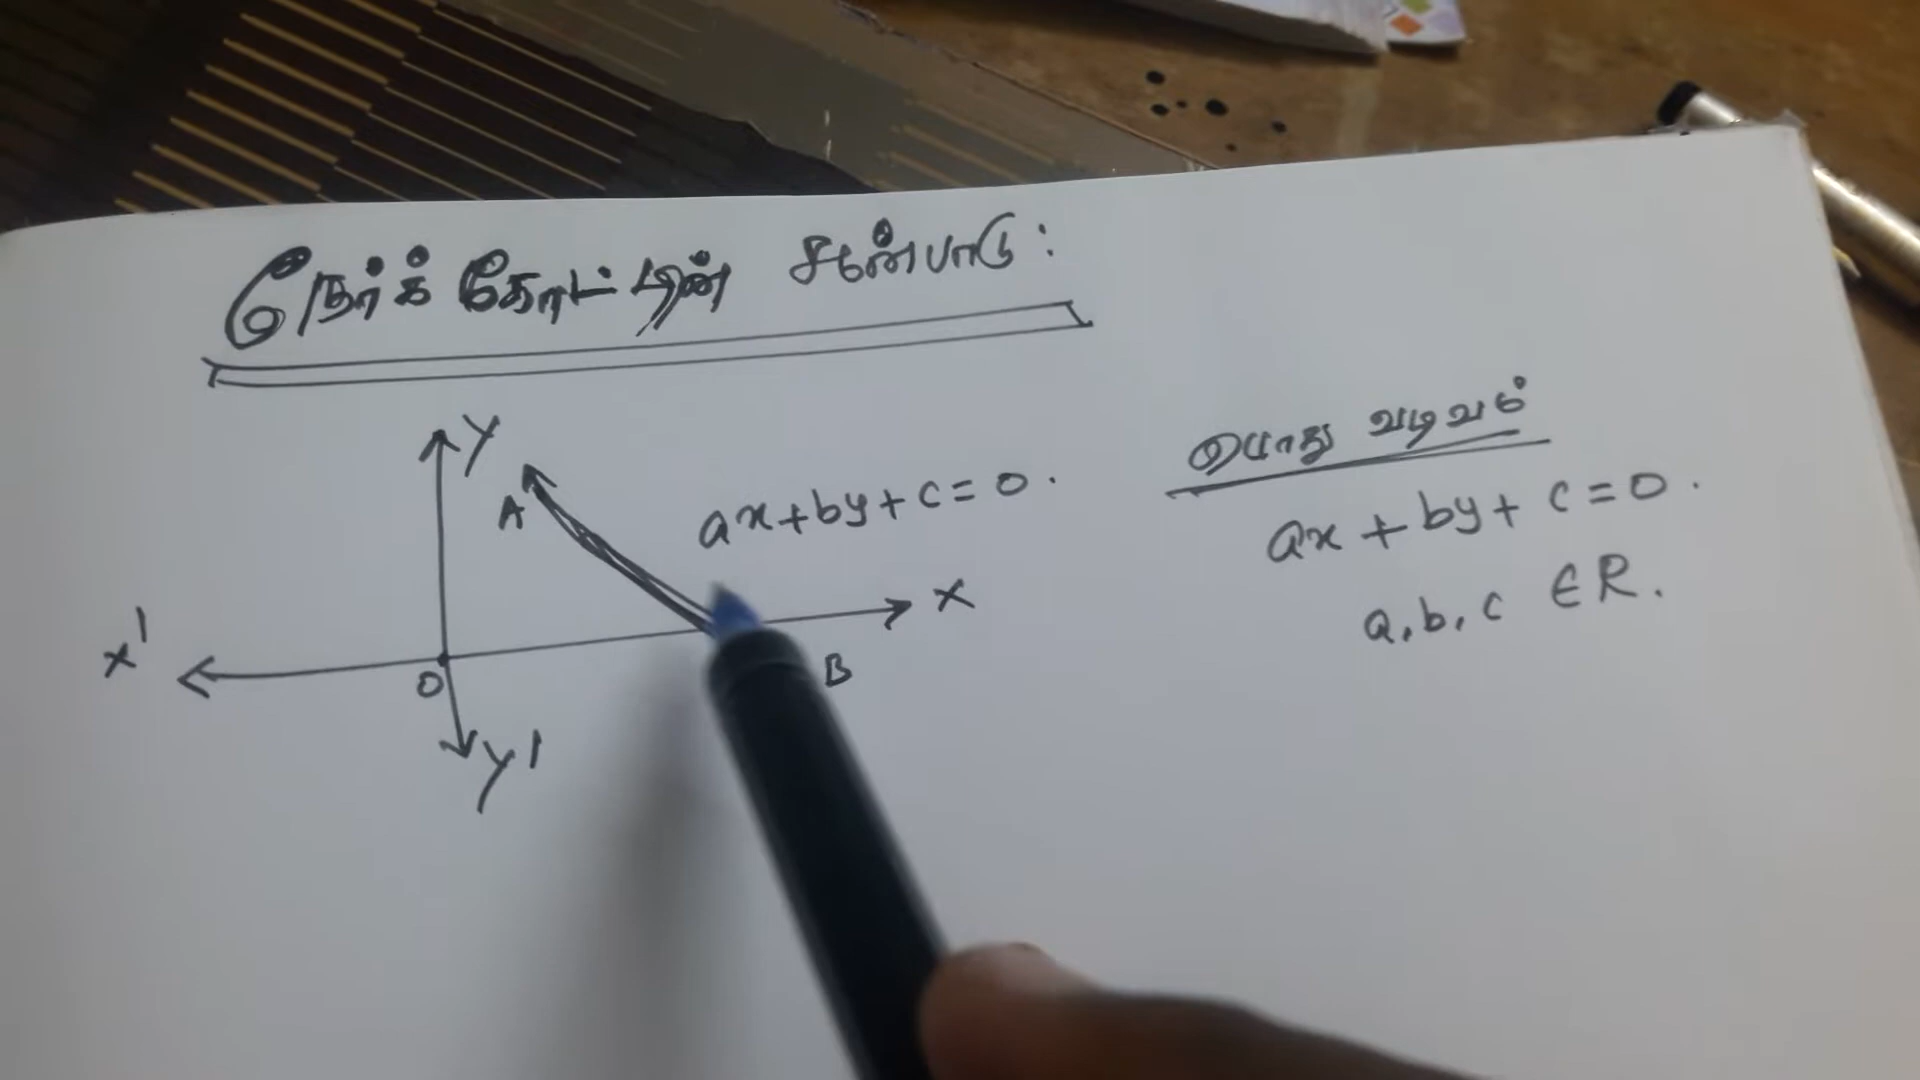 நேர்க் கோட்டின் சமன்பாடு :
பொது வடிவம்
y
A
ax+by+c=0.
ax + by + c = 0.
a, b, c ∈ R.
x' x
O B
y'